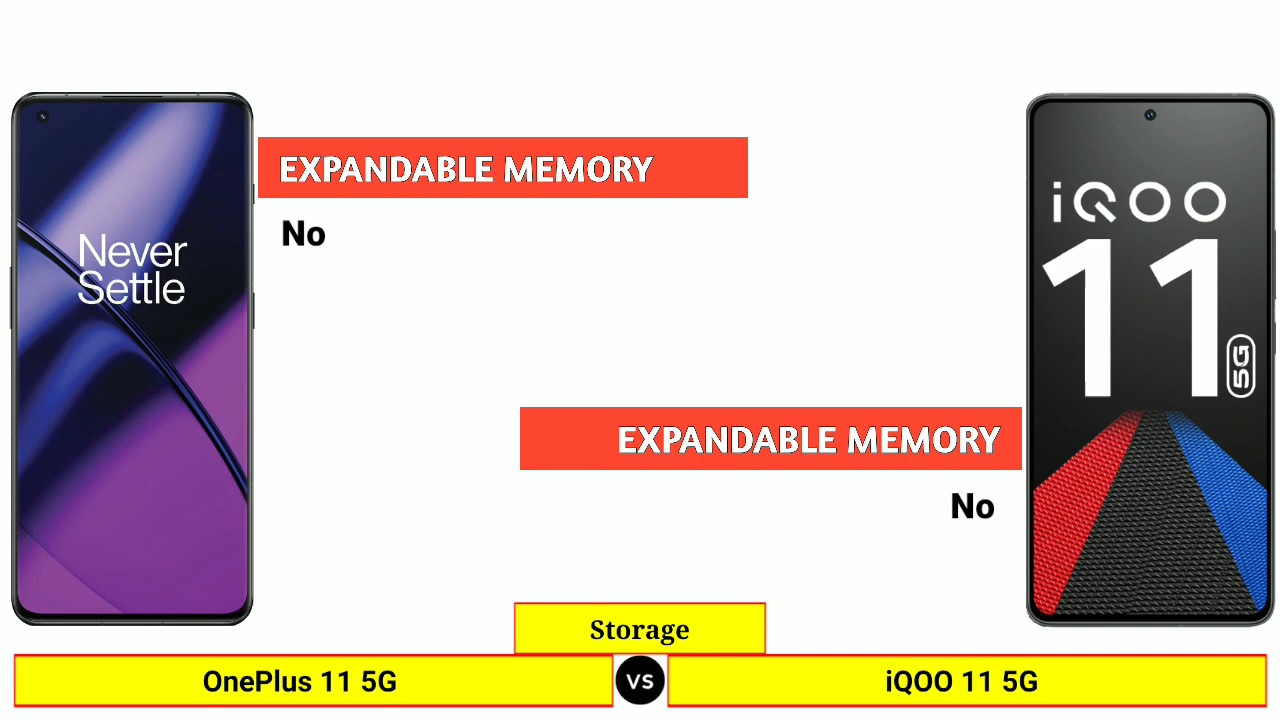 EXPANDABLE MEMORY
No
Never
Settle
iQOO
11
5G
EXPANDABLE MEMORY
No
Storage
OnePlus 11 5G
VS
iQOO 11 5G